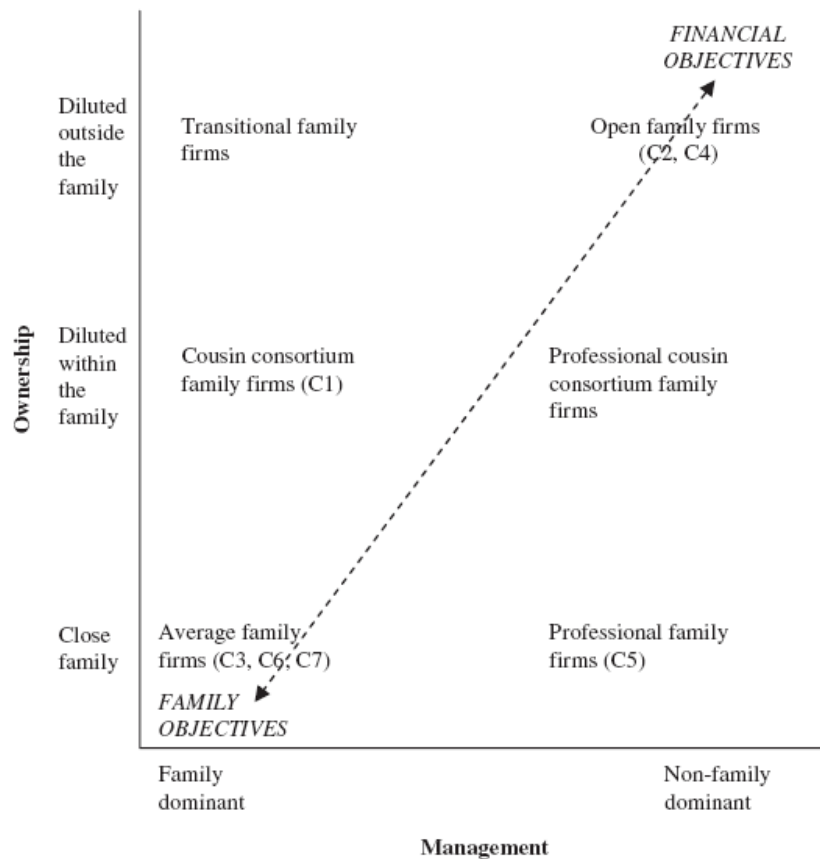 FINANCIAL
OBJECTIVES
Diluted
outside
the
family
Transitional family
firms
Open family firms
(C2, C4)
Ownership
Diluted
within
the
family
Cousin consortium
family firms (C1)
Professional cousin
consortium family
firms
Close
family
Average family
firms (C3, C6, C7)
Professional family
firms (C5)
FAMILY
OBJECTIVES
Family
dominant
Non-family
dominant
Management